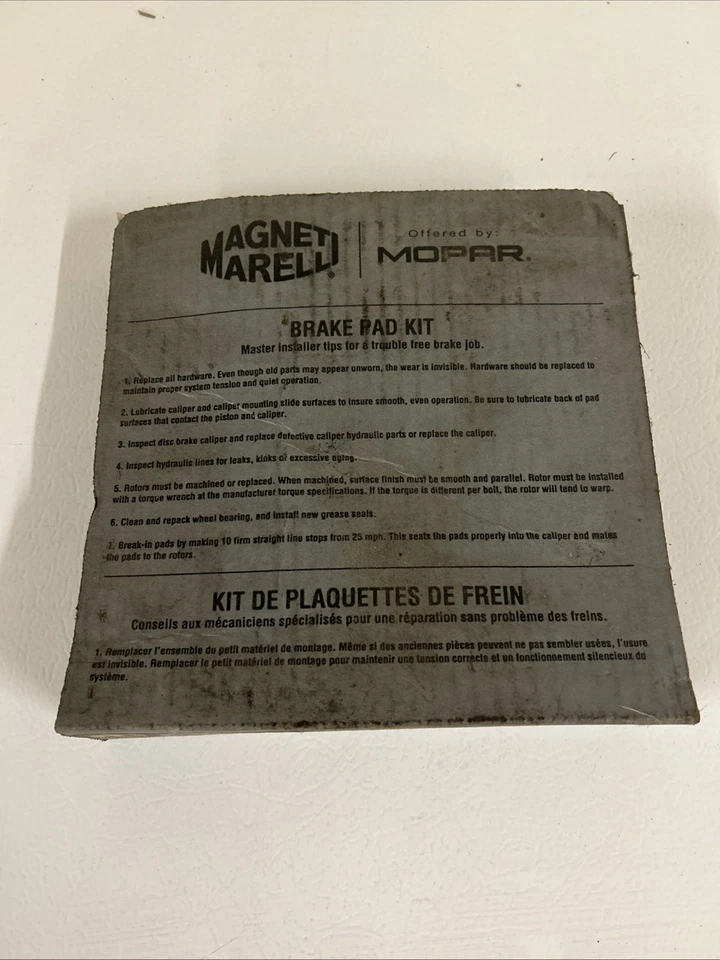 MAGNETI
MARELLI
Offered by:
MOPAR®
BRAKE PAD KIT
Master installer tips for a trouble free brake job.
1. Replace all hardware. Even though old parts may appear unworn, the wear is invisible. Hardware should be replaced to
maintain proper system tension and quiet operation.
2. Lubricate caliper and caliper mounting slide surfaces to insure smooth, even operation. Be sure to lubricate back of pad
surfaces that contact the piston and caliper.
3. Inspect disc brake caliper and replace defective caliper hydraulic parts or replace the caliper.
4. Inspect hydraulic lines for leaks, kinks or excessive aging.
5. Rotors must be machined or replaced. When machined, surface finish must be smooth and parallel. Rotor must be installed
with a torque wrench at the manufacturer torque specifications. If the torque is different per bolt, the rotor will tend to warp.
6. Clean and repack wheel bearing, and install new grease seals.
7. Break-in pads by making 10 firm straight line stops from 25 mph. This seats the pads properly into the caliper and mates
the pads to the rotors.
KIT DE PLAQUETTES DE FREIN
Conseils aux mécaniciens spécialisés pour une réparation sans problème des freins.
1. Remplacer l'ensemble du petit matériel de montage. Même si des anciennes pièces peuvent ne pas sembler usées, l'usure
est invisible. Remplacer le petit matériel de montage pour maintenir une tension correcte et un fonctionnement silencieux du
système.